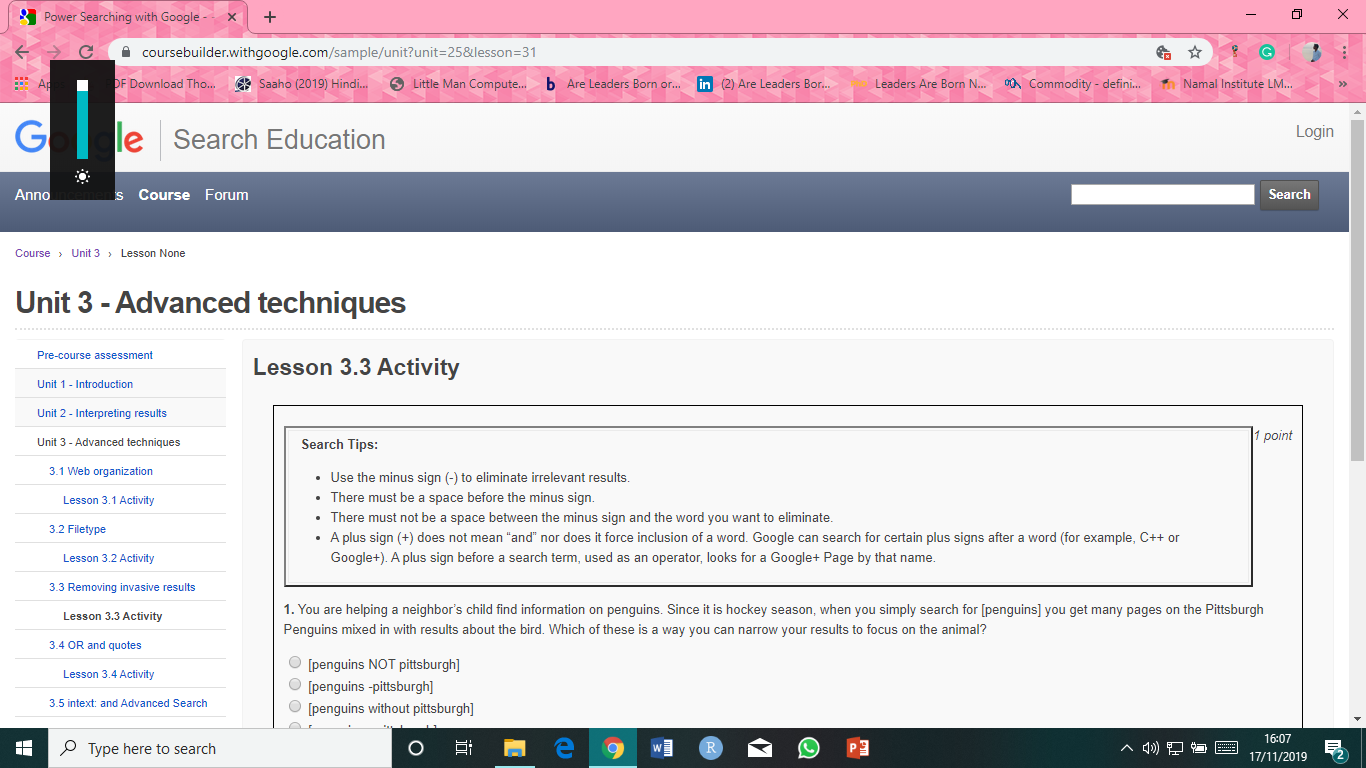 Power Searching with Google -
coursebuilder.withgoogle.com/sample/unit?unit=25&lesson=31
DF Download Tho...
Saaho (2019) Hindi...
Little Man Compute...
b
Are Leaders Born or...
in
(2) Are Leaders Bor...
Leaders Are Born N...
Commodity - defini...
Namal Institute LM...
»
Google
Search Education
Login
Announcements
Course
Forum
Search
Course › Unit 3 › Lesson None
Unit 3 - Advanced techniques
Pre-course assessment
Unit 1 - Introduction
Unit 2 - Interpreting results
Unit 3 - Advanced techniques
3.1 Web organization
Lesson 3.1 Activity
3.2 Filetype
Lesson 3.2 Activity
3.3 Removing invasive results
Lesson 3.3 Activity
3.4 OR and quotes
Lesson 3.4 Activity
3.5 intext: and Advanced Search
Lesson 3.3 Activity
1 point
Search Tips:
• Use the minus sign (-) to eliminate irrelevant results.
• There must be a space before the minus sign.
• There must not be a space between the minus sign and the word you want to eliminate.
• A plus sign (+) does not mean “and” nor does it force inclusion of a word. Google can search for certain plus signs after a word (for example, C++ or
Google+). A plus sign before a search term, used as an operator, looks for a Google+ Page by that name.
1. You are helping a neighbor’s child find information on penguins. Since it is hockey season, when you simply search for [penguins] you get many pages on the Pittsburgh
Penguins mixed in with results about the bird. Which of these is a way you can narrow your results to focus on the animal?
[penguins NOT pittsburgh]
[penguins -pittsburgh]
[penguins without pittsburgh]
Type here to search
16:07
17/11/2019
2